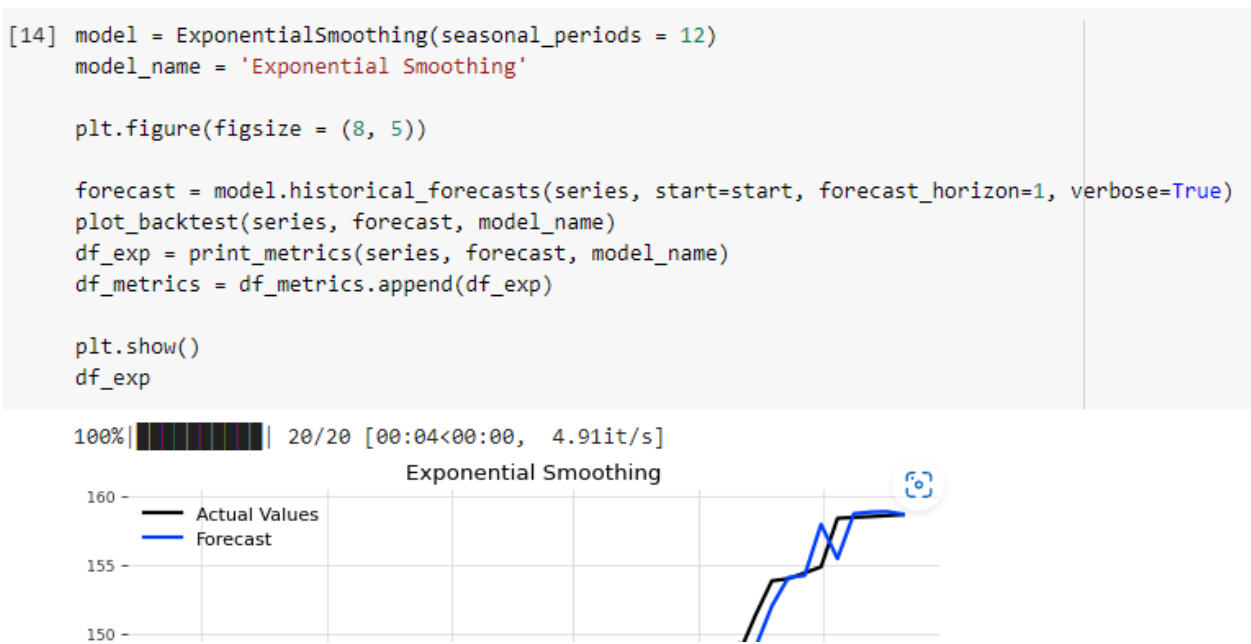 [14] model = ExponentialSmoothing(seasonal_periods = 12)
model_name = 'Exponential Smoothing'
plt.figure(figsize = (8, 5))
forecast = model.historical_forecasts(series, start=start, forecast_horizon=1, verbose=True)
plot_backtest(series, forecast, model_name)
df_exp = print_metrics(series, forecast, model_name)
df_metrics = df_metrics.append(df_exp)
plt.show()
df_exp
100%|██████████| 20/20 [00:04<00:00, 4.91it/s]
Exponential Smoothing
160
Actual Values
Forecast
155
150